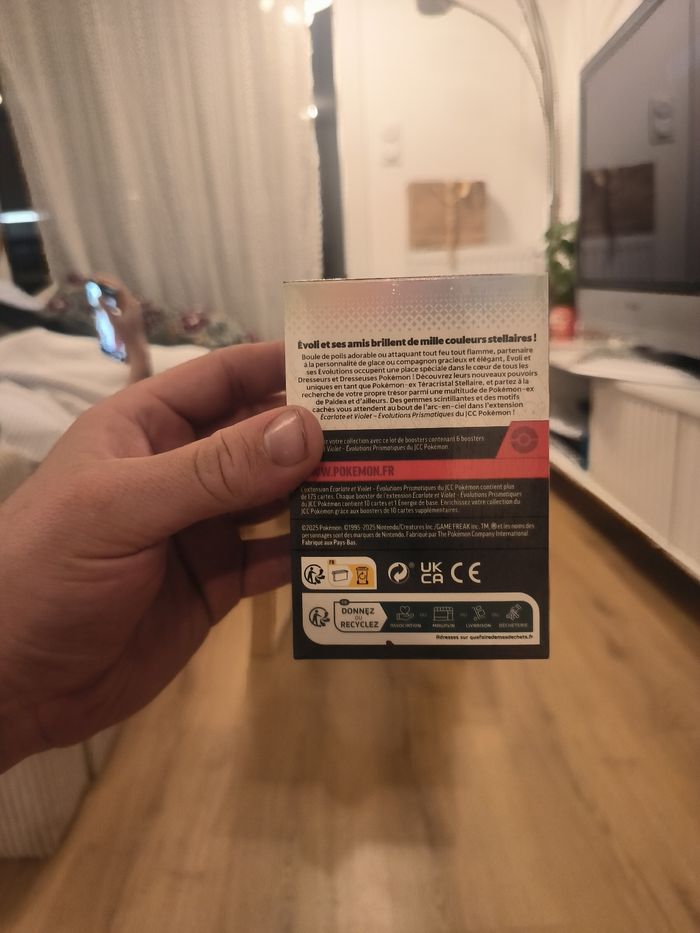 Évoli et ses amis brillent de mille couleurs stellaires !
Boule de poils adorable ou attaquant tout feu tout flamme, partenaire
à la personnalité de glace ou compagnon gracieux et élégant, Évoli et
ses Évolutions occupent une place spéciale dans le cœur de tous les
Dresseurs et Dresseuses Pokémon ! Découvrez leurs nouveaux pouvoirs
uniques en tant que Pokémon-ex Téracristal Stellaire, et partez à la
recherche de votre propre trésor parmi une multitude de Pokémon-ex
de Paldea et d'ailleurs. Des gemmes scintillantes et des motifs
cachés vous attendent au bout de l'arc-en-ciel dans l'extension
Écarlate et Violet – Évolutions Prismatiques du JCC Pokémon !
votre collection avec ce lot de boosters contenant 6 boosters
Violet - Évolutions Prismatiques du JCC Pokémon.
WWW.POKEMON.FR
L'extension Écarlate et Violet - Évolutions Prismatiques du JCC Pokémon contient plus
de 175 cartes. Chaque booster de l'extension Écarlate et Violet - Évolutions Prismatiques
du JCC Pokémon contient 10 cartes et 1 Énergie de base. Enrichissez votre collection du
JCC Pokémon grâce aux boosters de 10 cartes supplémentaires.
©2025 Pokémon. ©1995-2025 Nintendo/Creatures Inc./GAME FREAK inc. TM, ® et les noms des
personnages sont des marques de Nintendo. Fabriqué par The Pokémon Company International.
Fabriqué aux Pays-Bas.
FR
UK
CA CE
FR
DONNEZ
OU
RECYCLEZ
ASSOCIATION OU MAGASIN OU LIVRAISON OU DÉCHÈTERIE
Adresses sur quefairedemesdechets.fr